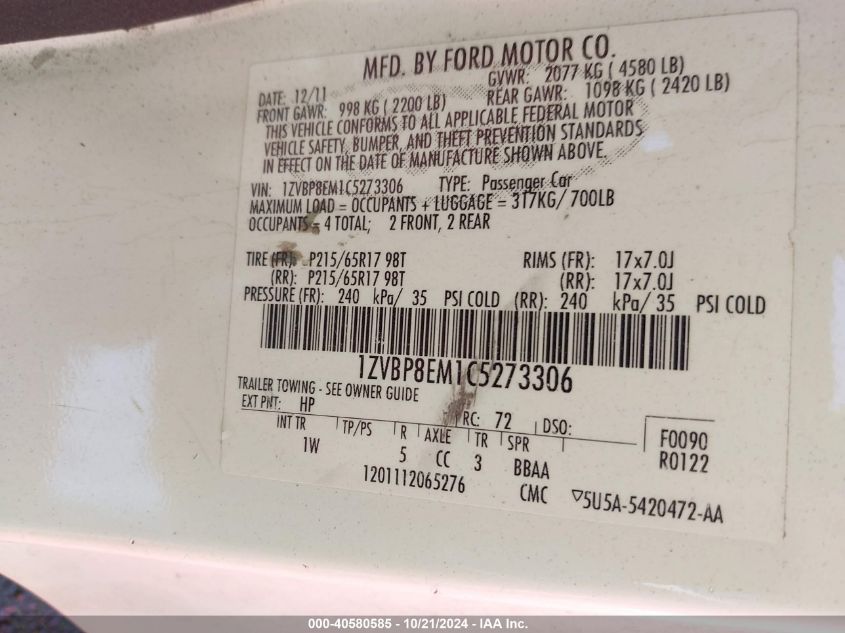 MFD. BY FORD MOTOR CO.
DATE: 12/11 GVWR: 2077 KG ( 4580 LB)
FRONT GAWR: 998 KG ( 2200 LB) REAR GAWR: 1098 KG ( 2420 LB)
THIS VEHICLE CONFORMS TO ALL APPLICABLE FEDERAL MOTOR
VEHICLE SAFETY, BUMPER, AND THEFT PREVENTION STANDARDS
IN EFFECT ON THE DATE OF MANUFACTURE SHOWN ABOVE.
VIN: 1ZVBP8EM1C5273306 TYPE: Passenger Car
MAXIMUM LOAD = OCCUPANTS + LUGGAGE = 317KG/ 700LB
OCCUPANTS = 4 TOTAL; 2 FRONT, 2 REAR
TIRE (FR): P215/65R17 98T RIMS (FR): 17x7.0J
(RR): P215/65R17 98T (RR): 17x7.0J
PRESSURE (FR): 240 kPa/ 35 PSI COLD (RR): 240 kPa/ 35 PSI COLD
1ZVBP8EM1C5273306
TRAILER TOWING - SEE OWNER GUIDE
EXT PNT: HP RC: 72 DSO:
INT TR TP/PS R AXLE TR SPR F0090
1W 5 CC 3 BBAA R0122
1201112065276 CMC ▽5U5A-5420472-AA
000-40580585 - 10/21/2024 - IAA Inc.